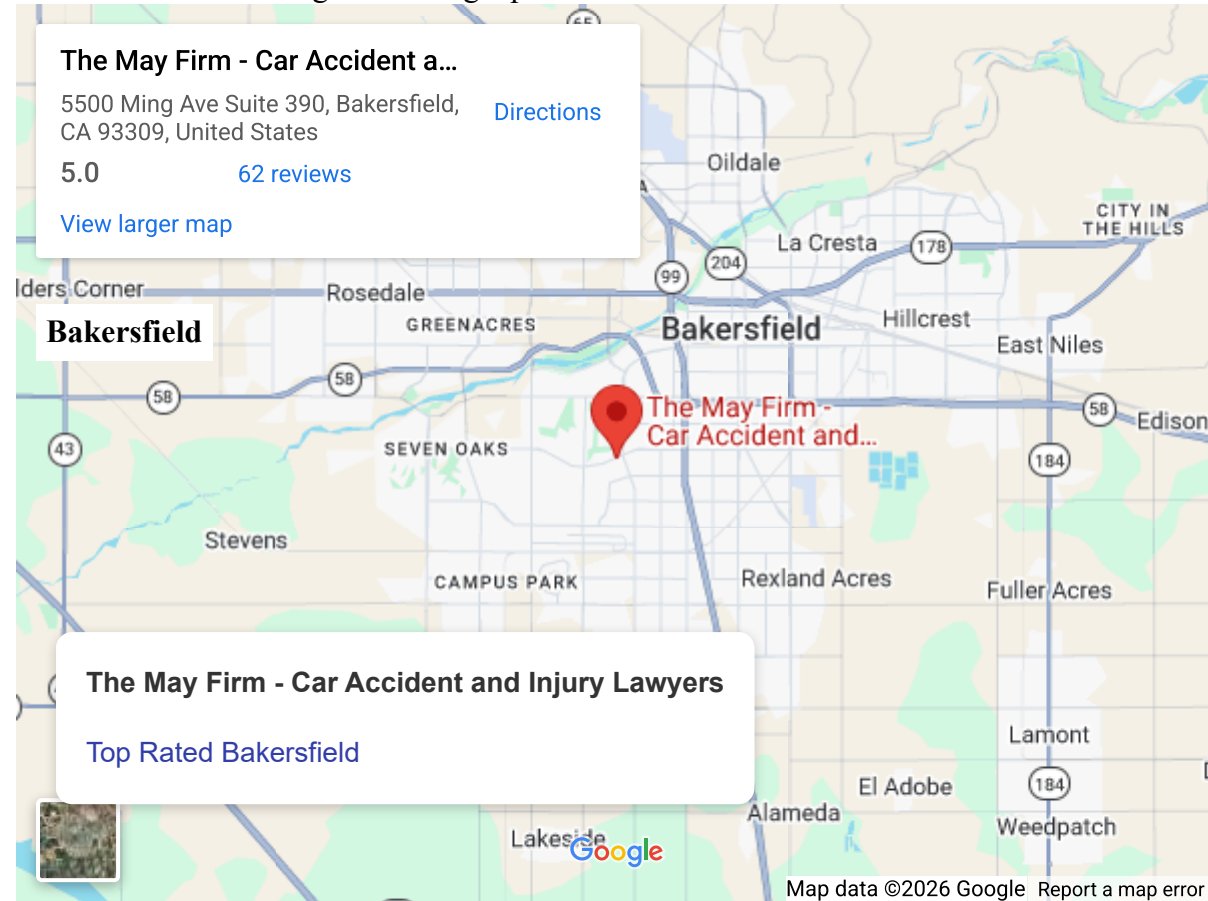 The May Firm - Car Accident a...
5500 Ming Ave Suite 390, Bakersfield,
CA 93309, United States
Directions
5.0
62 reviews
View larger map
65
Oildale
CITY IN
THE HILLS
La Cresta
178
204
99
lders Corner
Rosedale
GREENACRES
Bakersfield
Bakersfield
Hillcrest
East Niles
58
58
The May Firm -
Car Accident and...
58
Edison
43
SEVEN OAKS
184
Stevens
CAMPUS PARK
Rexland Acres
Fuller Acres
The May Firm - Car Accident and Injury Lawyers
Top Rated Bakersfield
Lamont
184
El Adobe
Alameda
Weedpatch
Lakeside
Google
Map data ©2026 Google
Report a map error